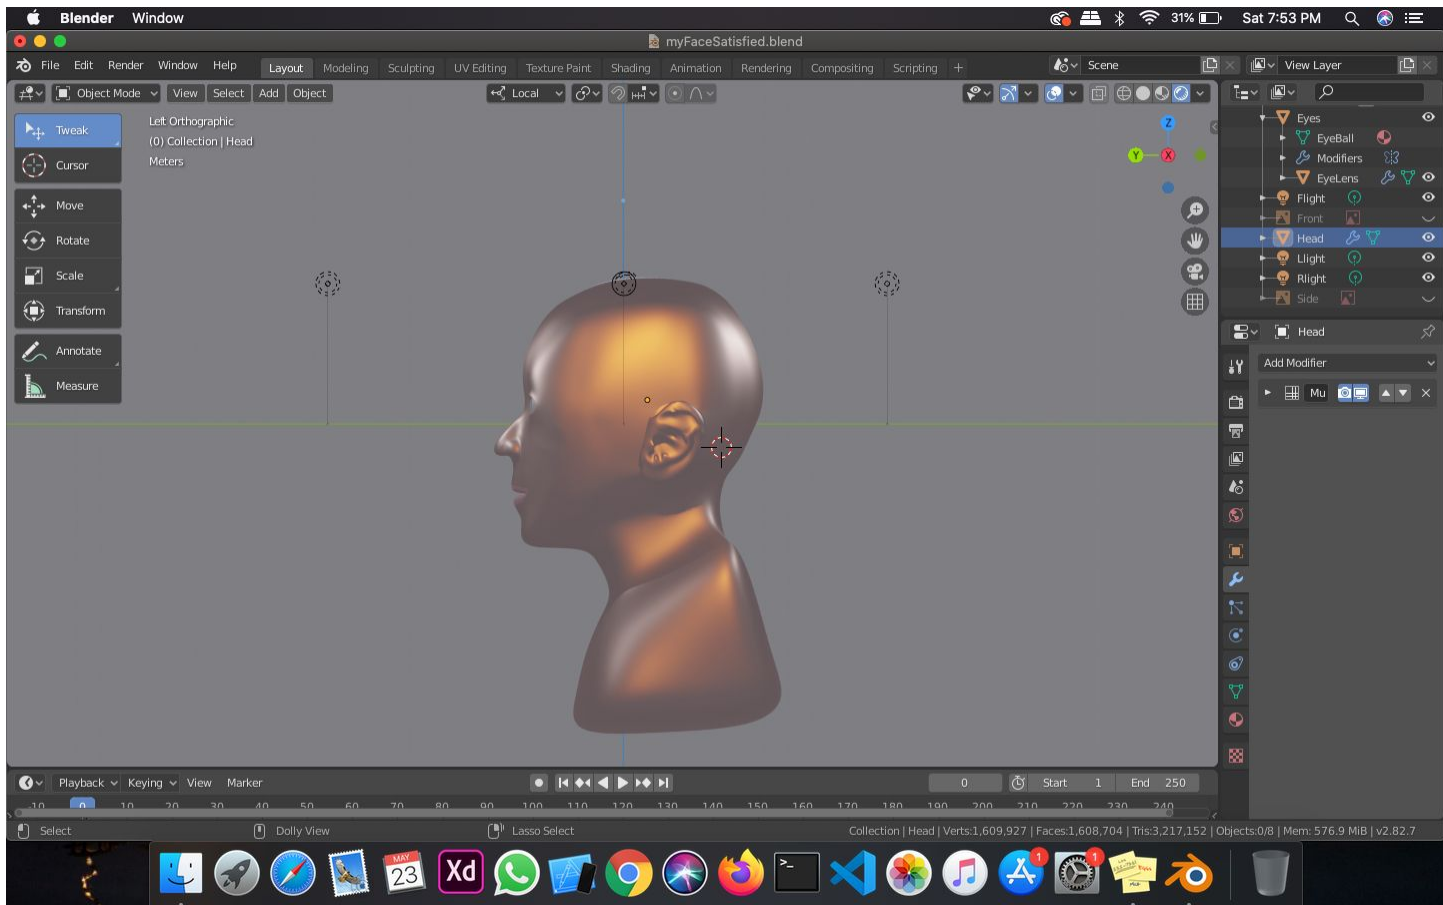 Blender Window 31% Sat 7:53 PM
myFaceSatisfied.blend
File Edit Render Window Help Layout Modeling Sculpting UV Editing Texture Paint Shading Animation Rendering Compositing Scripting + Scene View Layer
Object Mode View Select Add Object Local
Tweak
Cursor
Move
Rotate
Scale
Transform
Annotate
Measure
Left Orthographic
(0) Collection | Head
Meters
Z
Y
X
Eyes
EyeBall
Modifiers
EyeLens
Flight
Front
Head
Llight
Rlight
Side
Head
Add Modifier
Mu
Playback Keying View Marker 0 Start 1 End 250
-10 0 10 20 30 40 50 60 70 80 90 100 110 120 130 140 150 160 170 180 190 200 210 220 230 240
Select Dolly View Lasso Select Collection | Head | Verts:1,609,927 | Faces:1,608,704 | Tris:3,217,152 | Objects:0/8 | Mem: 576.9 MiB | v2.82.7
MAY
23
Xd
>_
1
1